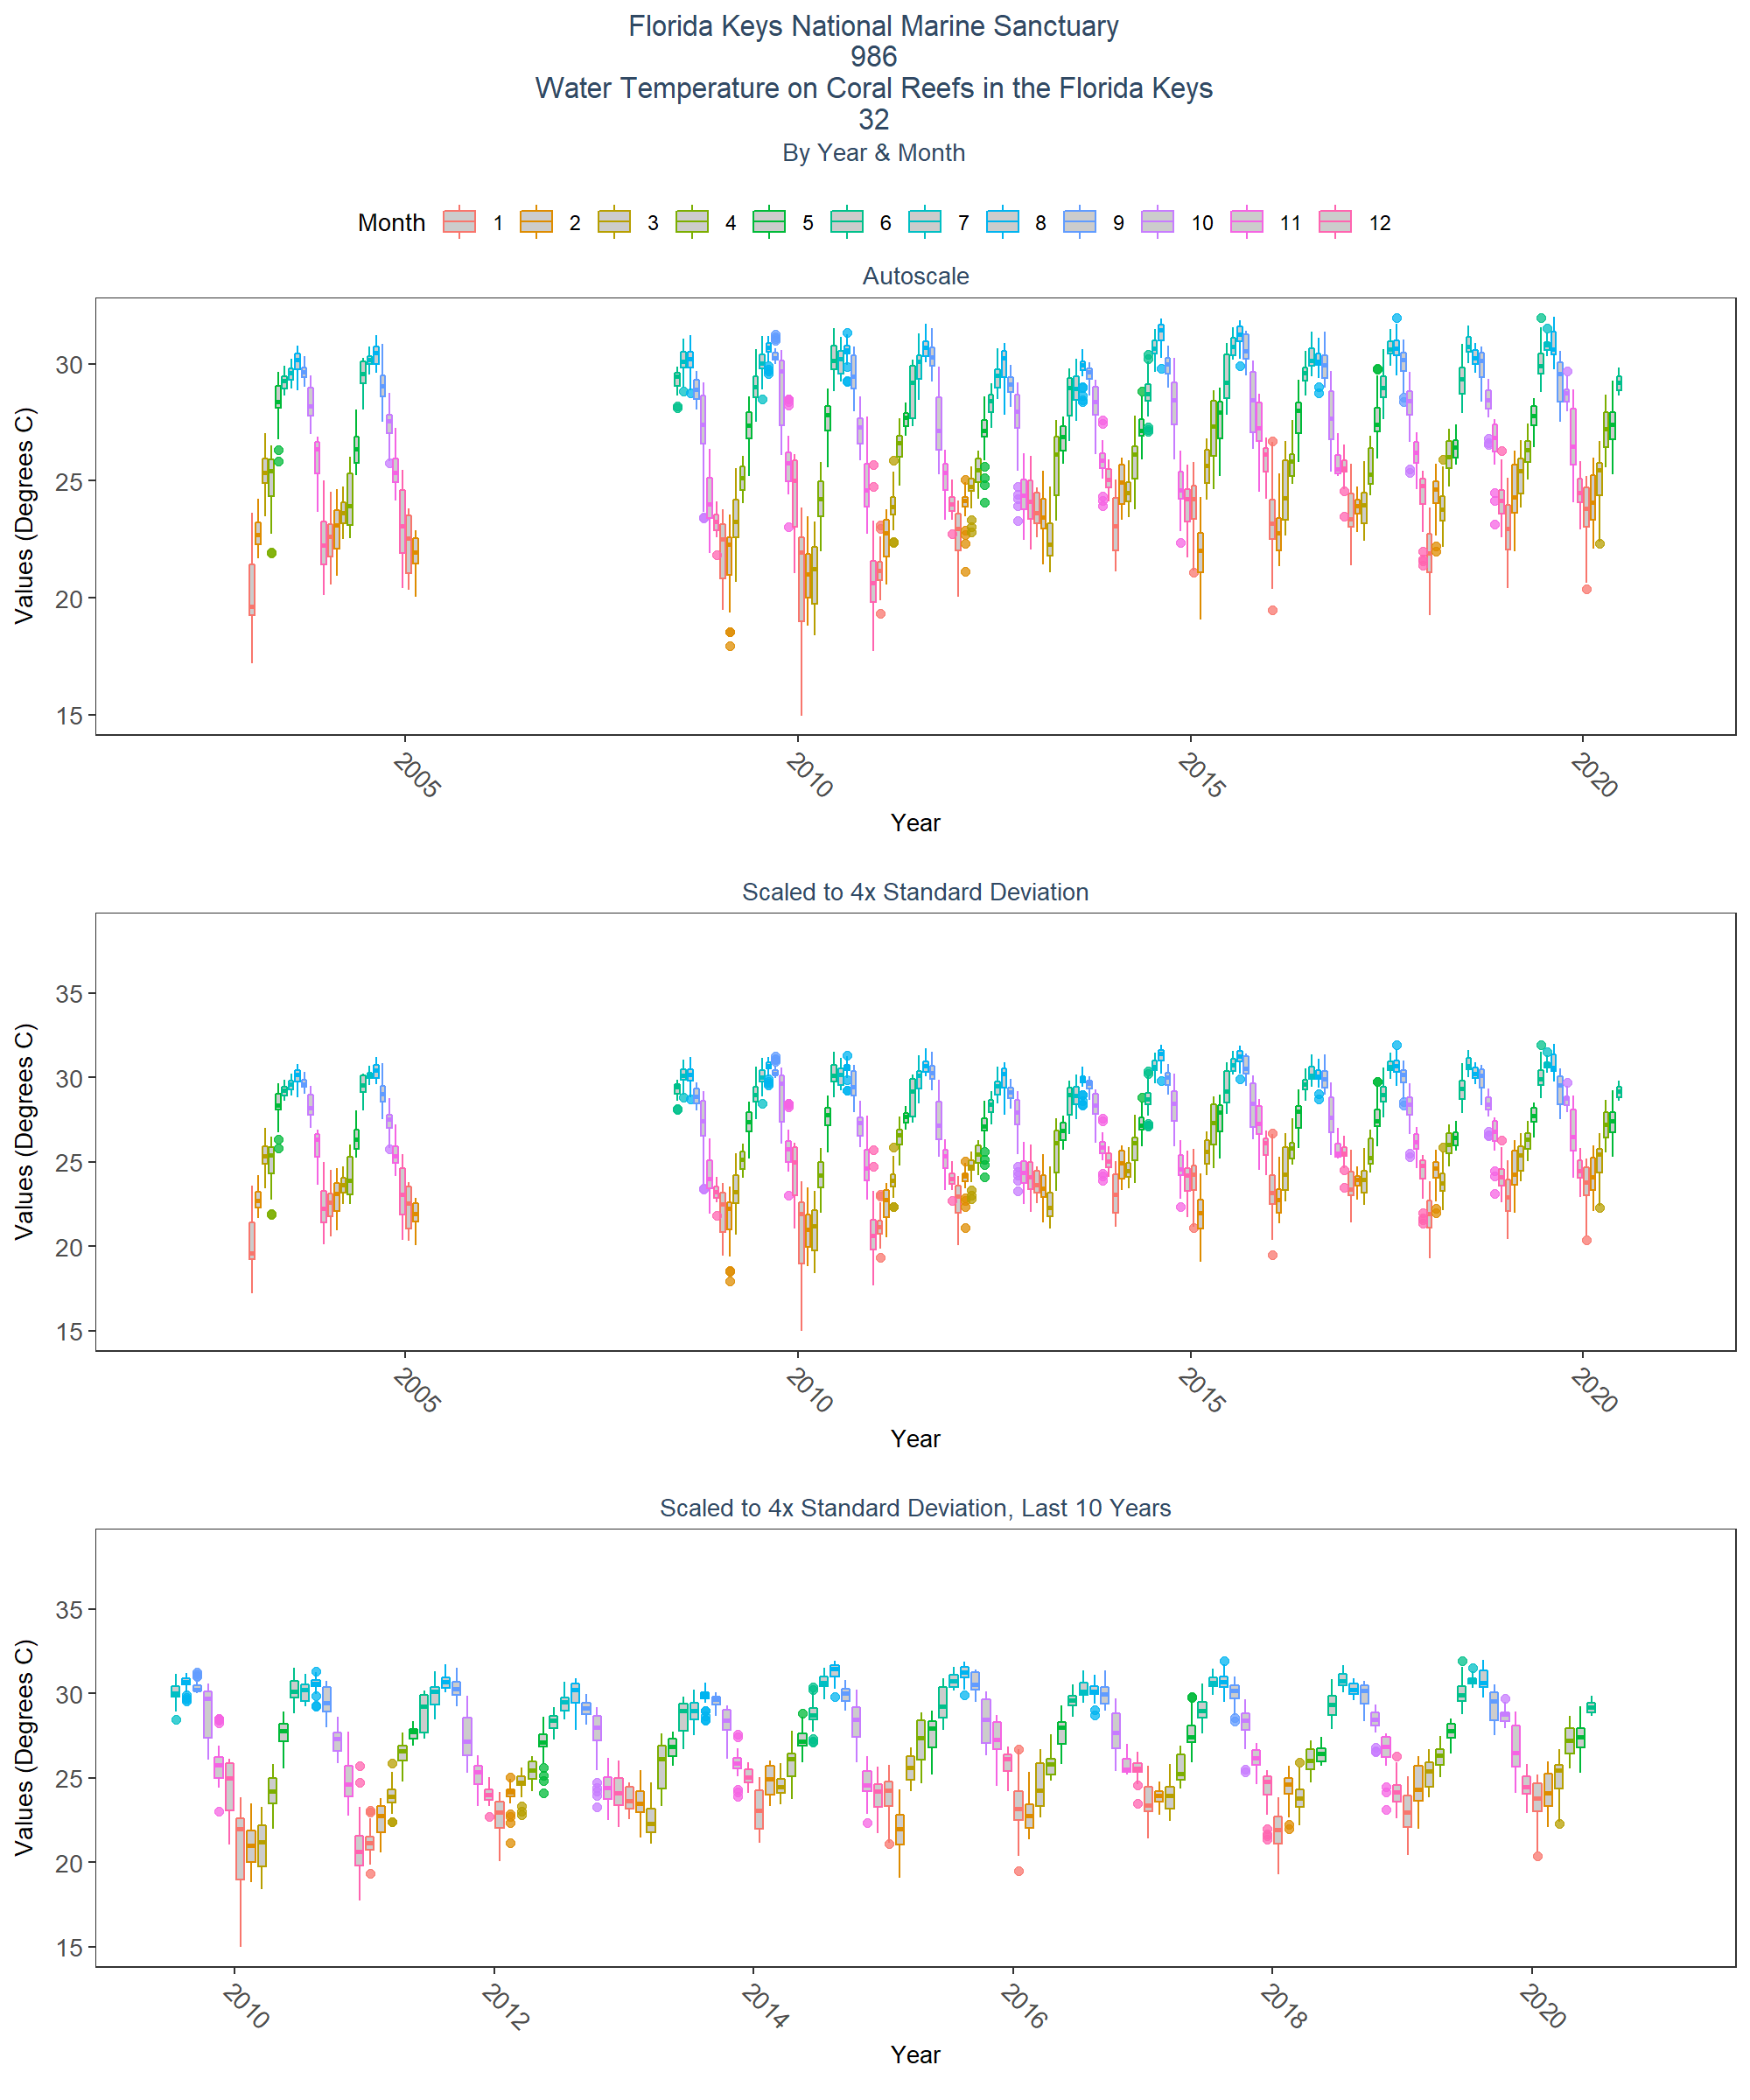 Florida Keys National Marine Sanctuary
986
Water Temperature on Coral Reefs in the Florida Keys
32
By Year & Month
Month 1 2 3 4 5 6 7 8 9 10 11 12
Autoscale
Values (Degrees C)
30
25
20
15
2005 2010 2015 2020
Year
Scaled to 4x Standard Deviation
Values (Degrees C)
35
30
25
20
15
2005 2010 2015 2020
Year
Scaled to 4x Standard Deviation, Last 10 Years
Values (Degrees C)
35
30
25
20
15
2010 2012 2014 2016 2018 2020
Year